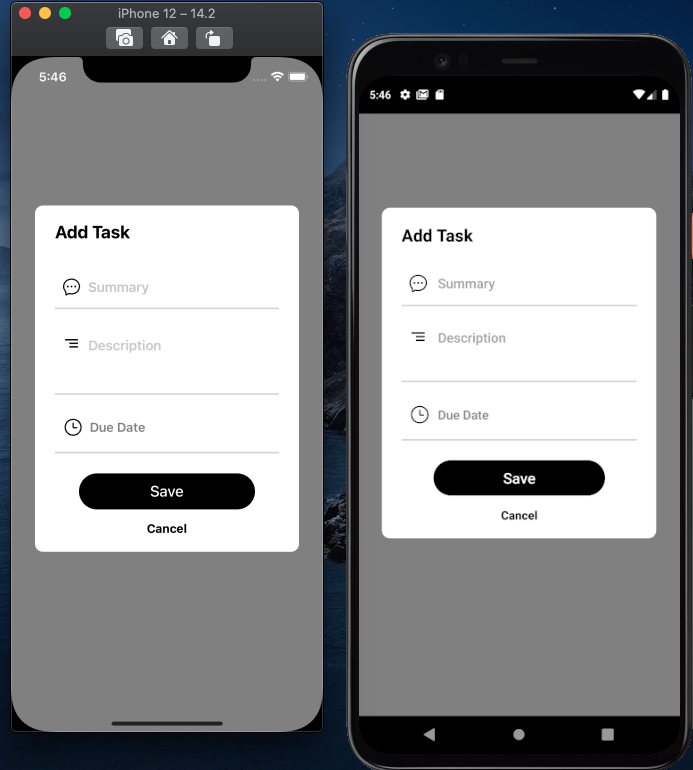 iPhone 12 – 14.2
5:46
Add Task
Summary
Description
Due Date
Save
Cancel
5:46
Add Task
Summary
Description
Due Date
Save
Cancel